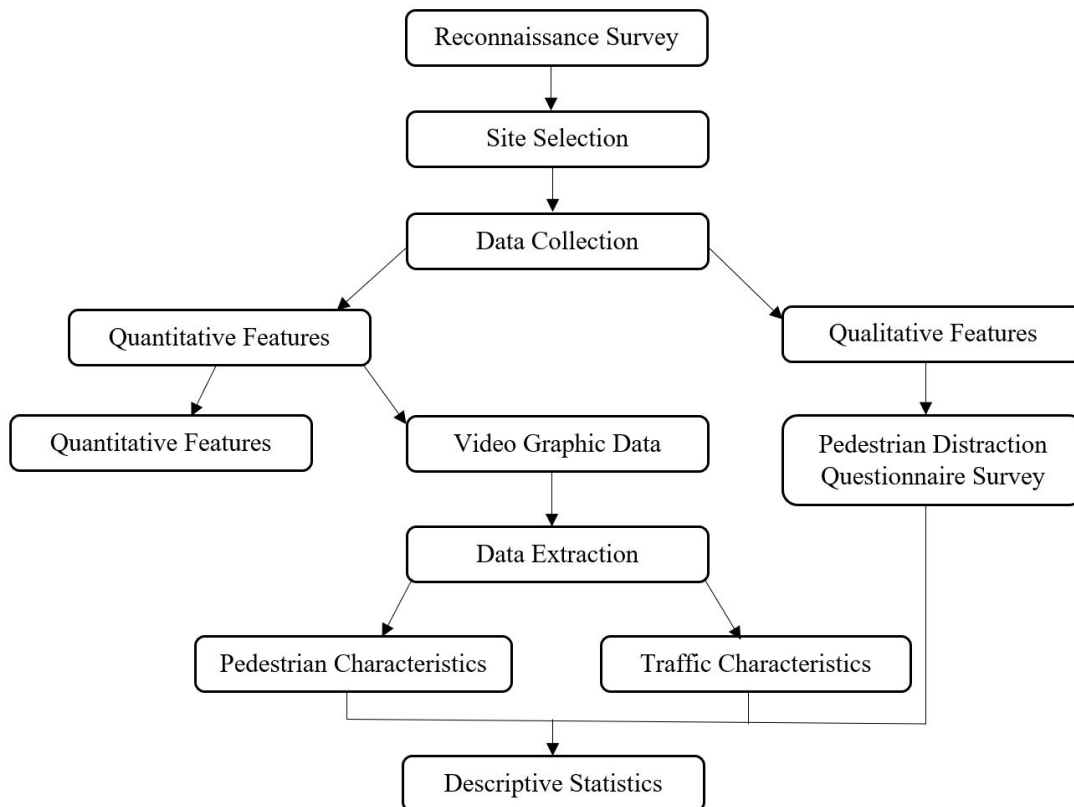 Reconnaissance Survey
Site Selection
Data Collection
Quantitative Features
Qualitative Features
Quantitative Features
Video Graphic Data
Pedestrian Distraction
Questionnaire Survey
Data Extraction
Pedestrian Characteristics
Traffic Characteristics
Descriptive Statistics